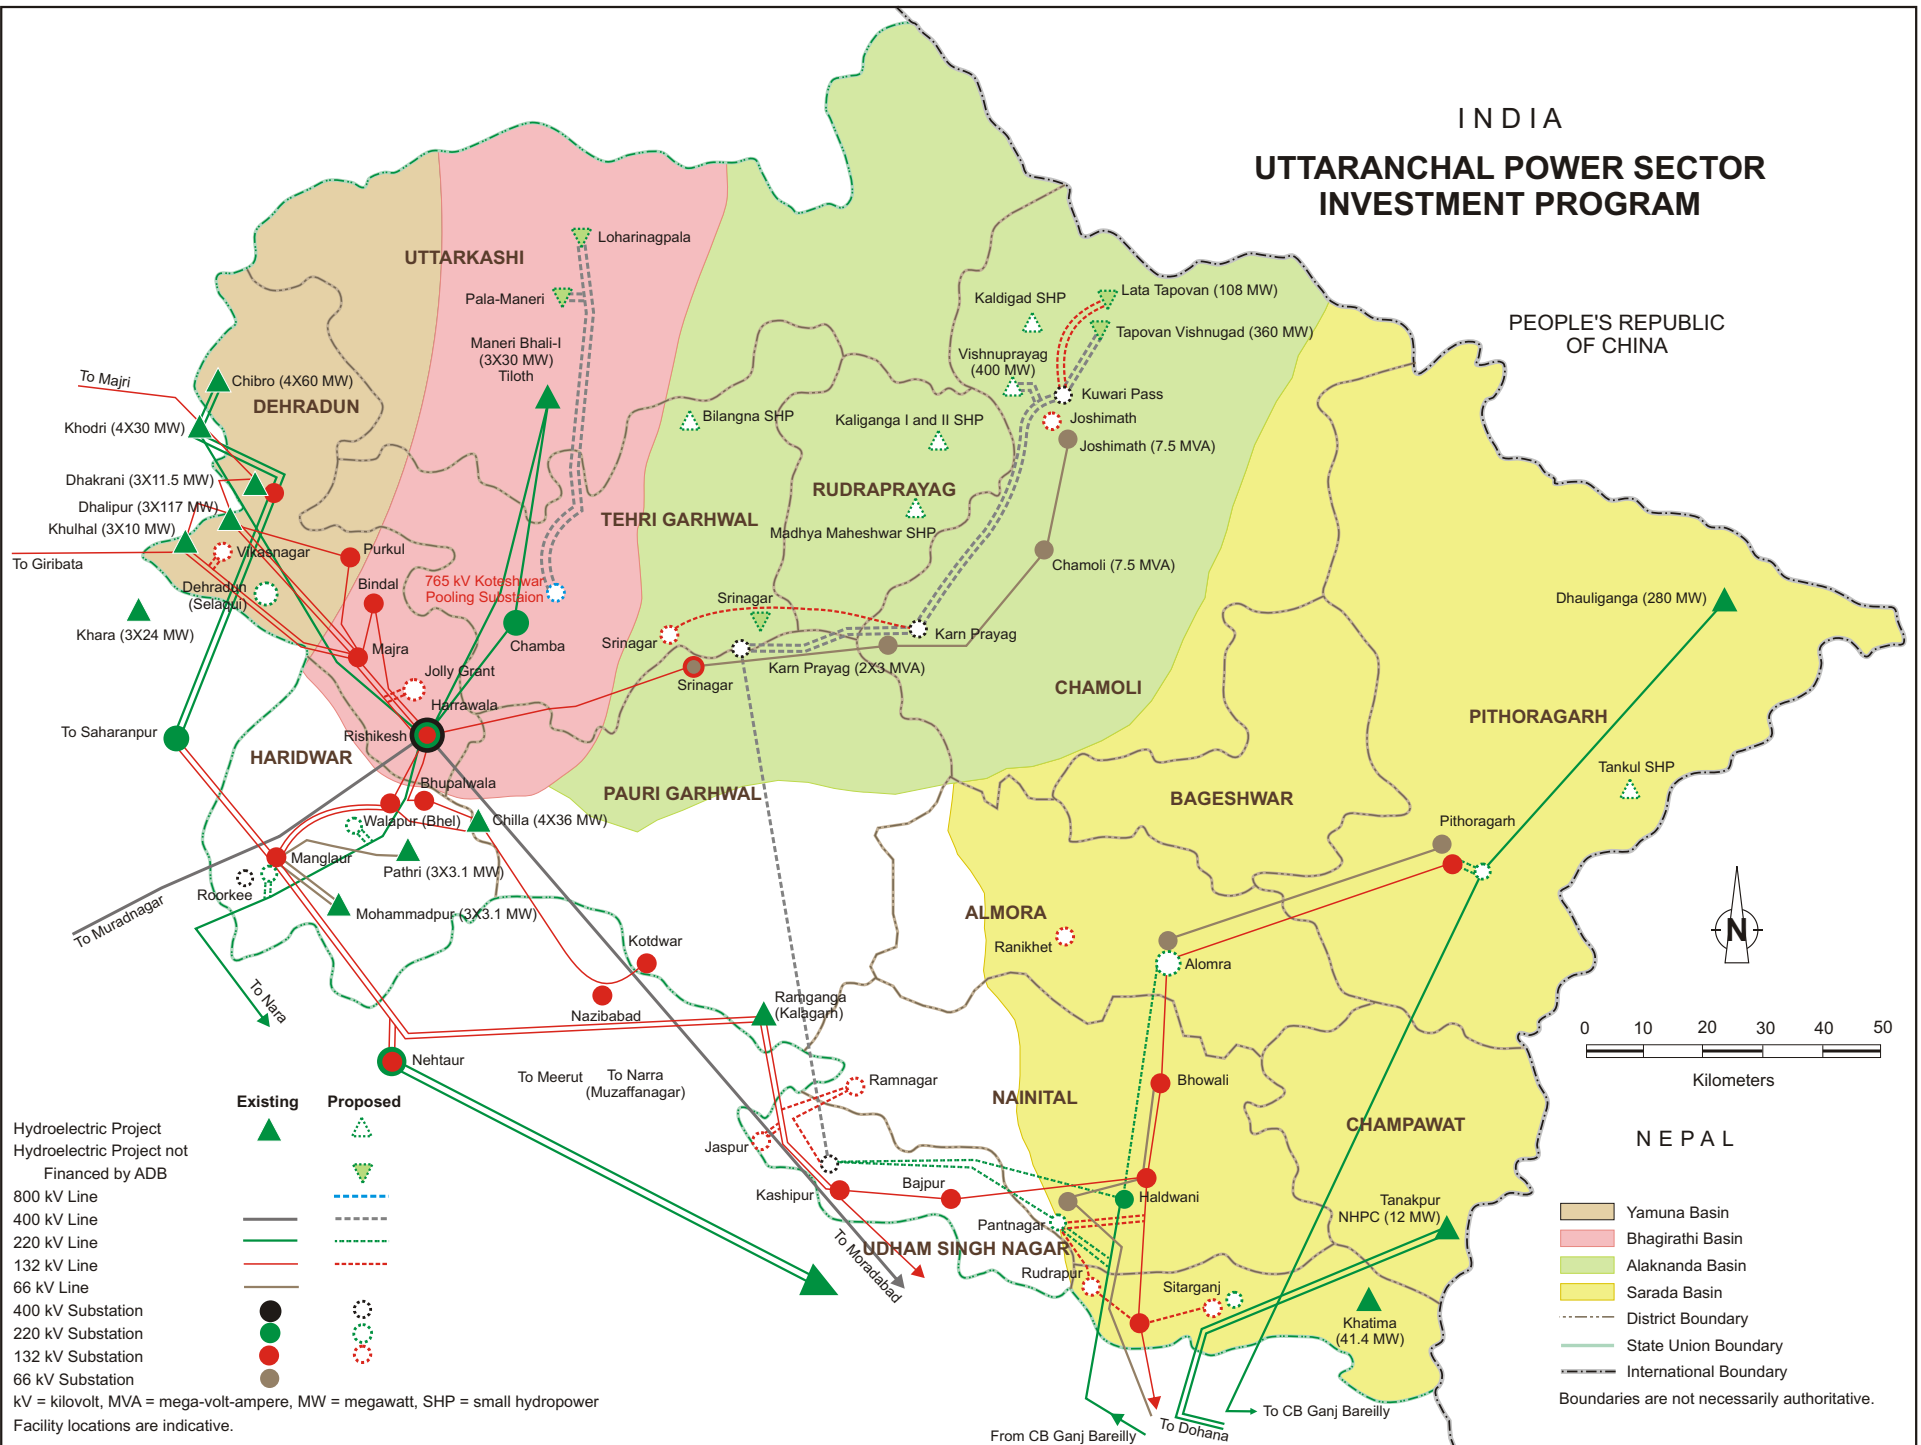 INDIA
UTTARANCHAL POWER SECTOR
INVESTMENT PROGRAM
PEOPLE'S REPUBLIC
OF CHINA
UTTARKASHI
Loharinagpala
Pala-Maneri
Maneri Bhali-I
(3X30 MW)
Tiloth
Kaldigad SHP
Lata Tapovan (108 MW)
Tapovan Vishnugad (360 MW)
Vishnuprayag
(400 MW)
Kuwari Pass
Joshimath
Joshimath (7.5 MVA)
To Majri
Chibro (4X60 MW)
DEHRADUN
Khodri (4X30 MW)
Bilangna SHP
Kaliganga I and II SHP
Dhakrani (3X11.5 MW)
Dhalipur (3X117 MW)
Khulhal (3X10 MW)
RUDRAPRAYAG
TEHRI GARHWAL
Madhya Maheshwar SHP
To Giribata
Vikasnagar
Purkul
Chamoli (7.5 MVA)
Dehradun
(Selaqui)
Bindal
765 kV Koteshwar
Pooling Substaion
Srinagar
Dhauliganga (280 MW)
Khara (3X24 MW)
Majra
Chamba
Srinagar
Karn Prayag
Jolly Grant
Srinagar
Karn Prayag (2X3 MVA)
CHAMOLI
Harrawala
To Saharanpur
Rishikesh
PITHORAGARH
HARIDWAR
Bhupalwala
PAURI GARHWAL
BAGESHWAR
Tankul SHP
Walapur (Bhel)
Chilla (4X36 MW)
Pithoragarh
Manglaur
Pathri (3X3.1 MW)
Roorkee
Mohammadpur (3X3.1 MW)
To Muradnagar
ALMORA
Ranikhet
Alomra
N
Kotdwar
To Nara
Nazibabad
Ramganga
(Kalagarh)
0 10 20 30 40 50
Kilometers
Nehtaur
To Meerut
To Narra
(Muzaffanagar)
Ramnagar
Bhowali
NAINITAL
CHAMPAWAT
Jaspur
NEPAL
Kashipur
Bajpur
Haldwani
Pantnagar
Tanakpur
NHPC (12 MW)
To Moradabad
UDHAM SINGH NAGAR
Rudrapur
Sitarganj
Khatima
(41.4 MW)
To CB Ganj Bareilly
To Dohana
From CB Ganj Bareilly
Existing Proposed
Hydroelectric Project
Hydroelectric Project not
Financed by ADB
800 kV Line
400 kV Line
220 kV Line
132 kV Line
66 kV Line
400 kV Substation
220 kV Substation
132 kV Substation
66 kV Substation
kV = kilovolt, MVA = mega-volt-ampere, MW = megawatt, SHP = small hydropower
Facility locations are indicative.
Yamuna Basin
Bhagirathi Basin
Alaknanda Basin
Sarada Basin
District Boundary
State Union Boundary
International Boundary
Boundaries are not necessarily authoritative.